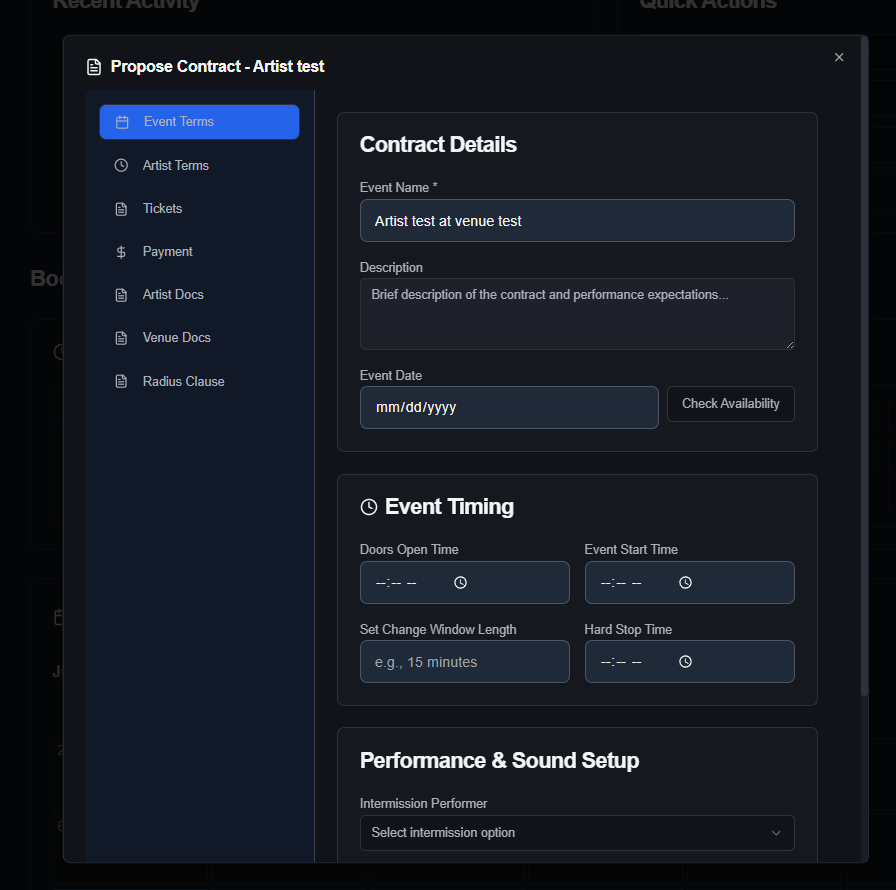 Recent Activity
Quick Actions
Propose Contract - Artist test
Event Terms
Artist Terms
Tickets
Payment
Artist Docs
Venue Docs
Radius Clause
Contract Details
Event Name *
Artist test at venue test
Description
Brief description of the contract and performance expectations...
Event Date
mm/dd/yyyy
Check Availability
Event Timing
Doors Open Time
Event Start Time
--:-- --
--:-- --
Set Change Window Length
Hard Stop Time
e.g., 15 minutes
--:-- --
Performance & Sound Setup
Intermission Performer
Select intermission option